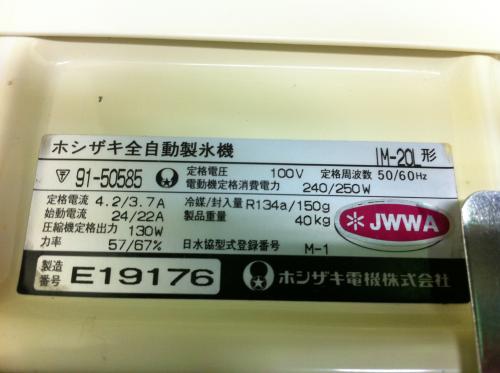 ホシザキ全自動製氷機 IM-20L形
91-50585 定格電圧 100V 定格周波数 50/60Hz
電動機定格消費電力 240/250W
定格電流 4.2/3.7A 冷媒/封入量 R134a/150g
始動電流 24/22A 製品重量 40kg
圧縮機定格出力 130W
力率 57/67% 日水協型式登録番号 M-1
JWWA
製造番号 E19176 ホシザキ電機株式会社